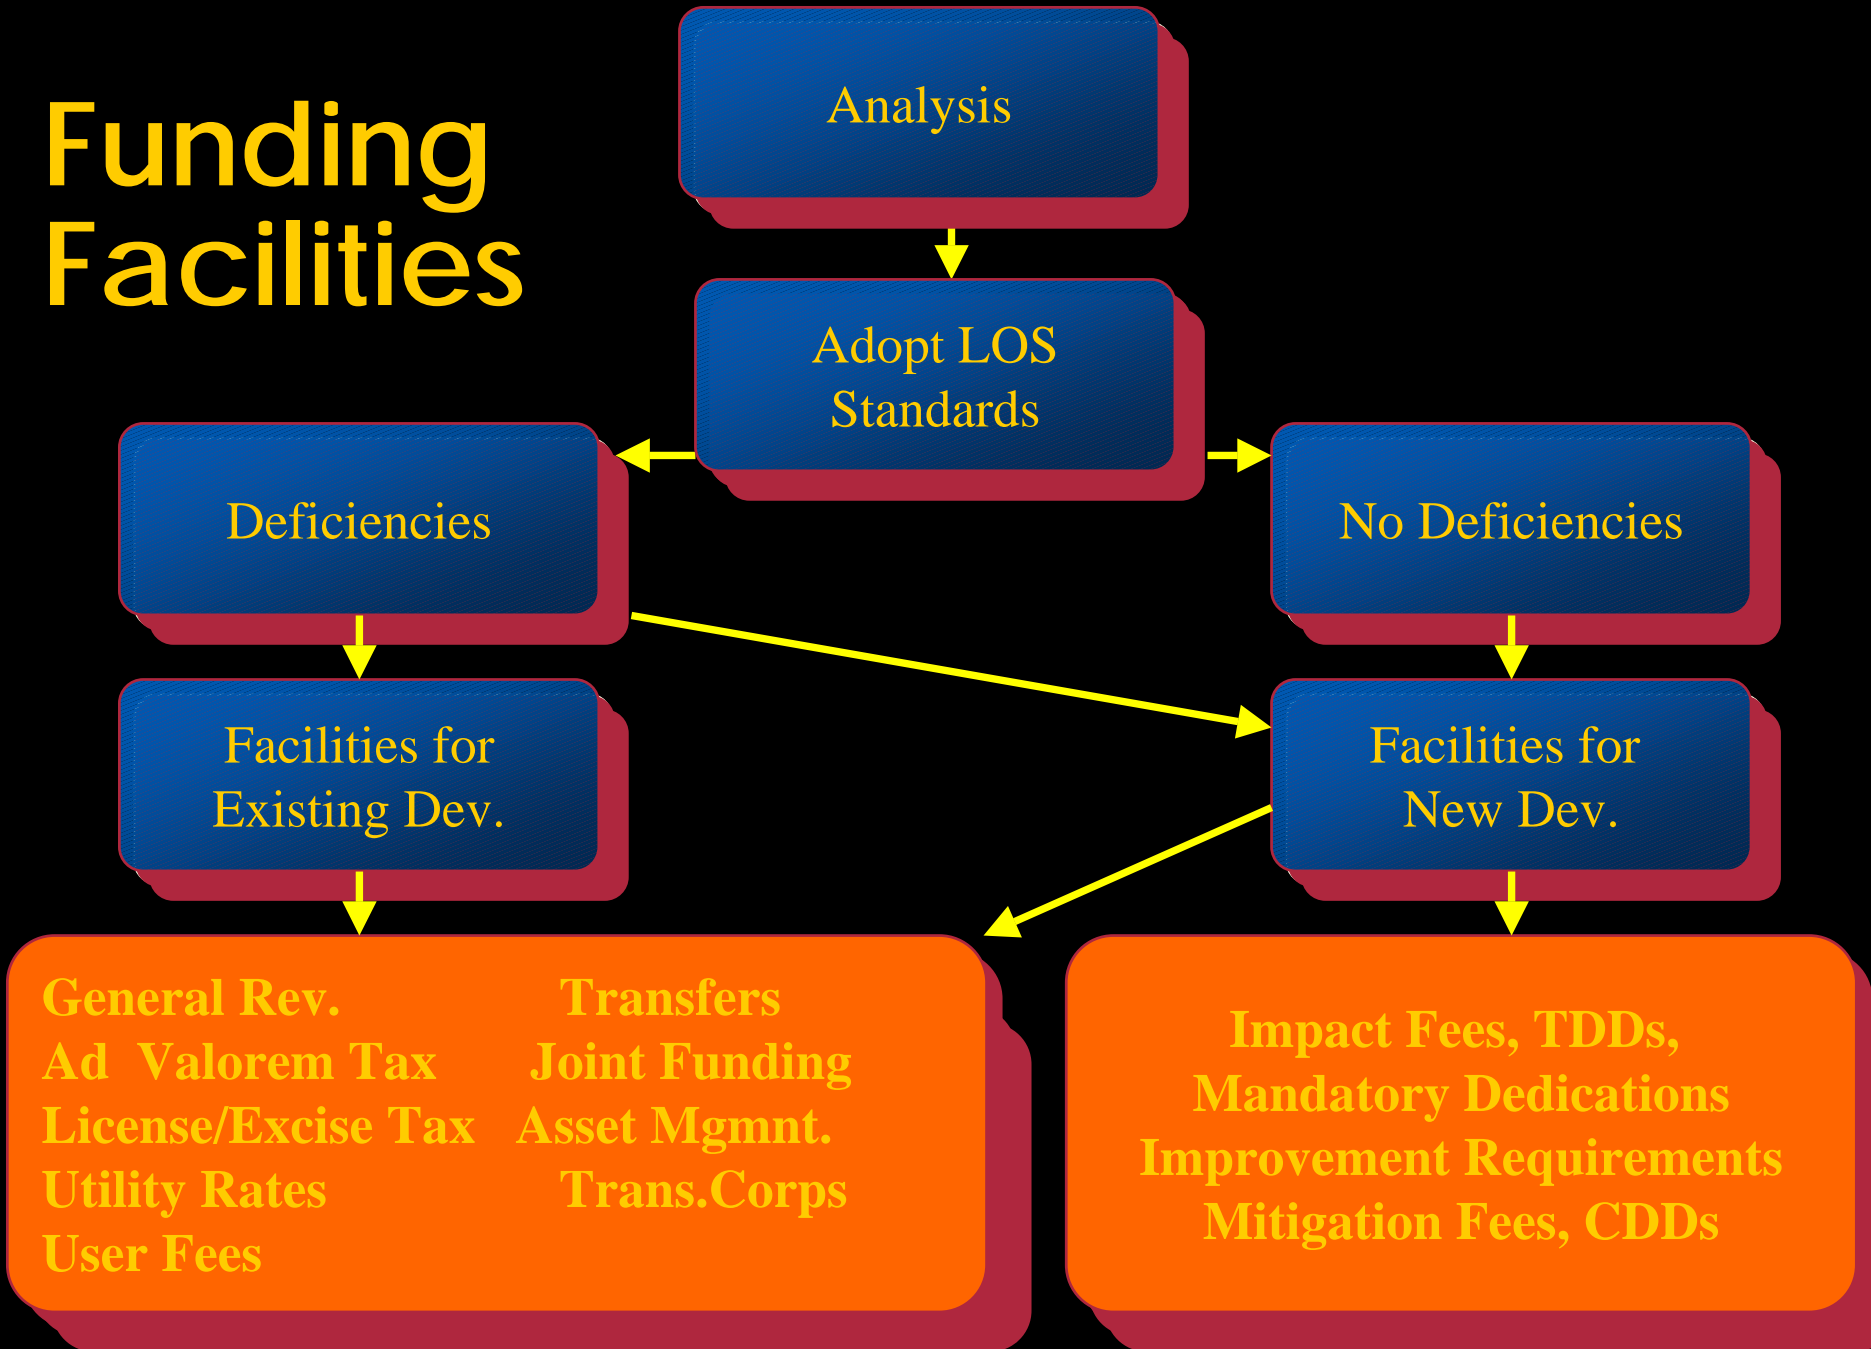 Funding
Facilities
Analysis
Adopt LOS
Standards
Deficiencies
No Deficiencies
Facilities for
Existing Dev.
Facilities for
New Dev.
General Rev. Transfers
Ad Valorem Tax Joint Funding
License/Excise Tax Asset Mgmnt.
Utility Rates Trans.Corps
User Fees
Impact Fees, TDDs,
Mandatory Dedications
Improvement Requirements
Mitigation Fees, CDDs